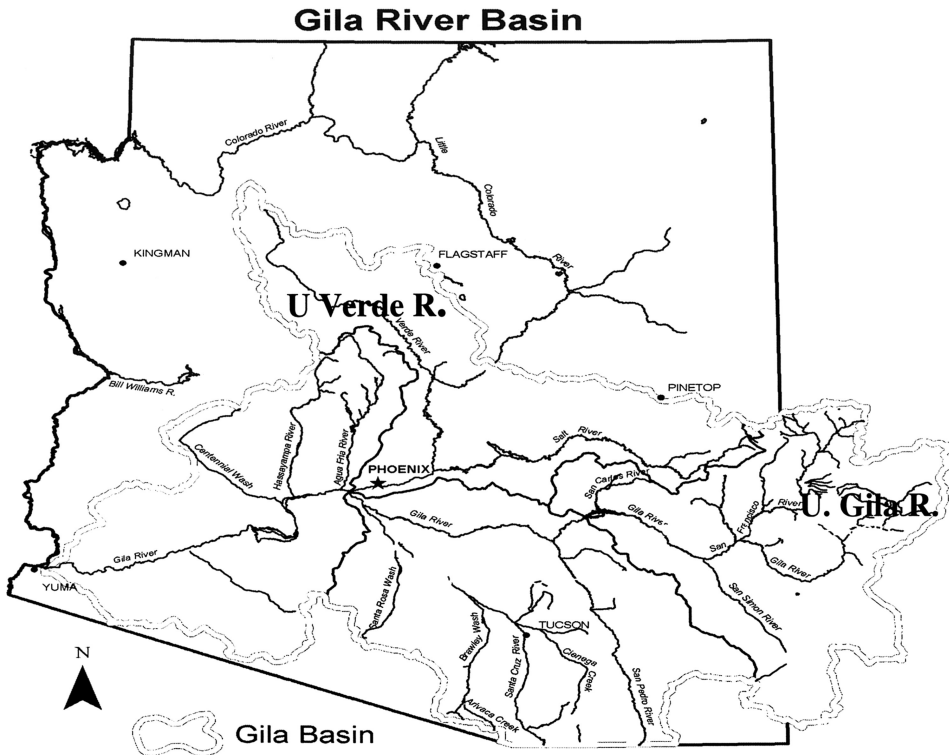 Gila River Basin
Colorado River
Little
Colorado
River
KINGMAN
FLAGSTAFF
U Verde R.
Verde River
Bill Williams R.
PINETOP
Centennial Wash
Hassayampa River
Agua Fria River
PHOENIX
Salt River
San Carlos River
Gila River
Gila River
San Francisco River
U. Gila R.
Gila River
Gila River
YUMA
Santa Rosa Wash
San Simon River
Brawley Wash
Santa Cruz River
TUCSON
Cienega Creek
San Pedro River
Arivaca Creek
N
Gila Basin